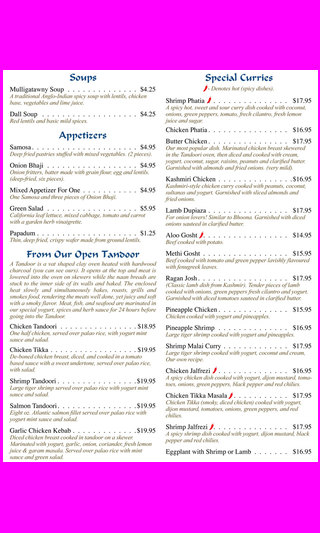 Soups
Mulligatawny Soup . . . . . . . . . . . . . . $4.25
A traditional Anglo-Indian spicy soup with lentils, chicken
base, vegetables and lime juice.
Dall Soup . . . . . . . . . . . . . . $4.25
Red lentils and basic mild spices.
Appetizers
Samosa . . . . . . . . . . . . . . $4.95
Deep fried pastries stuffed with mixed vegetables. (2 pieces).
Onion Bhaji . . . . . . . . . . . . . . $4.95
Onion fritters, batter made with grain flour, egg and lentils,
(deep-fried, six pieces).
Mixed Appetizer For One . . . . . . . . $4.95
One Samosa and three pieces of Onion Bhaji.
Green Salad . . . . . . . . . . . . . . $5.95
California leaf lettuce, mixed cabbage, tomato and carrot
with a garden herb vinaigrette.
Papadum . . . . . . . . . . . . . . $1.25
Thin, deep fried, crispy wafer made from ground lentils.
From Our Open Tandoor
A Tandoor is a vat shaped clay oven heated with hardwood
charcoal (you can see ours). It opens at the top and meat is
lowered into the oven on skewers while the naan breads are
stuck to the inner side of its walls and baked. The enclosed
heat slowly and simultaneously bakes, roasts, grills and
smokes food, rendering the meats well done, yet juicy and soft
with a smoky flavor. Meat, fish, and seafood are marinated in
our special yogurt, spices and herb sauce for 24 hours before
going into the Tandoor.
Chicken Tandoori . . . . . . . . . . . . $18.95
One half chicken, served over palao rice, with yogurt mint
sauce and salad.
Chicken Tikka . . . . . . . . . . . . $19.95
De-boned chicken breast, diced, and cooked in a tomato
based sauce with a sweet undertone, served over palao rice,
with salad.
Shrimp Tandoori . . . . . . . . . . . . $19.95
Large tiger shrimp served over palao rice with yogurt mint
sauce and salad.
Salmon Tandoori . . . . . . . . . . . . $19.95
Eight oz. Atlantic salmon fillet served over palao rice with
yogurt mint sauce and salad.
Garlic Chicken Kebab . . . . . . . . . . $19.95
Diced chicken breast cooked in tandoor on a skewer.
Marinated with yogurt, garlic, onion, coriander, fresh lemon
juice & garam masala. Served over palao rice with mint
sauce and green salad.
Special Curries
- Denotes hot (spicy dishes).
Shrimp Phatia . . . . . . . . . . . . $17.95
A spicy hot, sweet and sour curry dish cooked with coconut,
onions, green peppers, tomato, fresh cilantro, fresh lemon
juice and sugar.
Chicken Phatia . . . . . . . . . . . . $16.95
Butter Chicken . . . . . . . . . . . . $17.95
Our most popular dish. Marinated chicken breast skewered
in the Tandoori oven, then sliced and cooked with cream,
yogurt, coconut, sugar, raisins, peanuts and clarified butter.
Garnished with almonds and fried onions. (very mild).
Kashmiri Chicken . . . . . . . . . . . . $16.95
Kashmiri-style chicken curry cooked with peanuts, coconut,
sultanas and yogurt. Garnished with sliced almonds and
fried onions.
Lamb Dupiaza . . . . . . . . . . . . $17.95
For onion lovers! Similar to Bhoona. Garnished with diced
onions sauteed in clarified butter.
Aloo Gosht . . . . . . . . . . . . $14.95
Beef cooked with potato.
Methi Gosht . . . . . . . . . . . . $15.95
Beef cooked with tomato and green pepper lavishly flavoured
with fenugreek leaves.
Ragan Josh . . . . . . . . . . . . $17.95
(Classic lamb dish from Kashmir). Tender pieces of lamb
cooked with onions, green peppers fresh cilantro & yogurt.
Garnished with diced tomatoes sauteed in clarified butter.
Pineapple Chicken . . . . . . . . . . . . $15.95
Chicken cooked with yogurt and pineapples.
Pineapple Shrimp . . . . . . . . . . . . $16.95
Large tiger shrimp cooked with yogurt and pineapples.
Shrimp Malai Curry . . . . . . . . . . . . $17.95
Large tiger shrimp cooked with yogurt, coconut and cream.
Our own recipe.
Chicken Jalfrezi . . . . . . . . . . . . $16.95
A spicy chicken dish cooked with yogurt, dijon mustard, toma-
toes, onions, green peppers, black pepper and red chilies
Chicken Tikka Masala . . . . . . . . . . $17.95
Chicken Tikka (smoky, diced chicken) cooked with yogurt,
dijon mustard, tomatoes, onions, green peppers, and red
chilies.
Shrimp Jalfrezi . . . . . . . . . . . . $17.95
A spicy shrimp dish cooked with yogurt, dijon mustard, black
pepper and red chilies.
Eggplant with Shrimp or Lamb . . . . $16.95